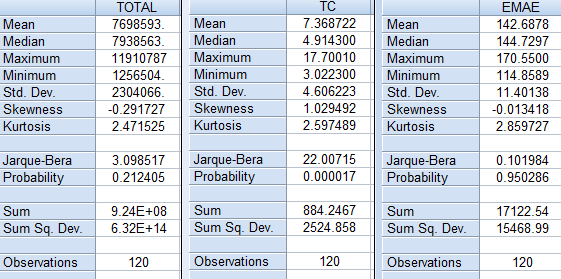 TOTAL TC EMAE
Mean 7698593. Mean 7.368722 Mean 142.6878
Median 7938563. Median 4.914300 Median 144.7297
Maximum 11910787 Maximum 17.70010 Maximum 170.5500
Minimum 1256504. Minimum 3.022300 Minimum 114.8589
Std. Dev. 2304066. Std. Dev. 4.606223 Std. Dev. 11.40138
Skewness -0.291727 Skewness 1.029492 Skewness -0.013418
Kurtosis 2.471525 Kurtosis 2.597489 Kurtosis 2.859727
Jarque-Bera 3.098517 Jarque-Bera 22.00715 Jarque-Bera 0.101984
Probability 0.212405 Probability 0.000017 Probability 0.950286
Sum 9.24E+08 Sum 884.2467 Sum 17122.54
Sum Sq. Dev. 6.32E+14 Sum Sq. Dev. 2524.858 Sum Sq. Dev. 15468.99
Observations 120 Observations 120 Observations 120